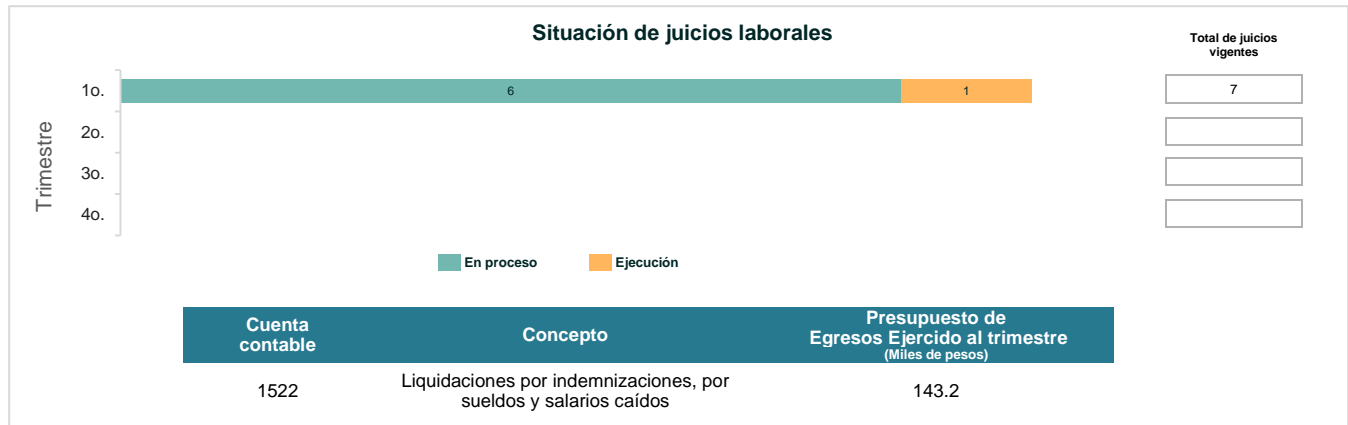 Situación de juicios laborales
Total de juicios
vigentes
Trimestre
1o.
6
1
7
2o.
3o.
4o.
En proceso
Ejecución
Cuenta
contable
Concepto
Presupuesto de
Egresos Ejercido al trimestre
(Miles de pesos)
1522
Liquidaciones por indemnizaciones, por
sueldos y salarios caídos
143.2